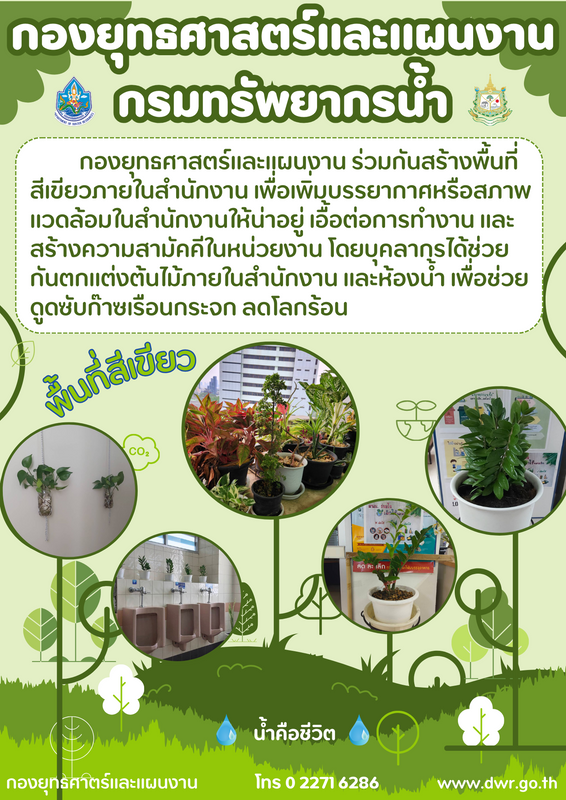 กองยุทธศาสตร์และแผนงาน
กรมทรัพยากรน้ำ
กองยุทธศาสตร์และแผนงาน ร่วมกันสร้างพื้นที่
สีเขียวภายในสำนักงาน เพื่อเพิ่มบรรยากาศหรือสภาพ
แวดล้อมในสำนักงานให้น่าอยู่ เอื้อต่อการทำงาน และ
สร้างความสามัคคีในหน่วยงาน โดยบุคลากรได้ช่วย
กันตกแต่งต้นไม้ภายในสำนักงาน และห้องน้ำ เพื่อช่วย
ดูดซับก๊าซเรือนกระจก ลดโลกร้อน
พื้นที่สีเขียว
CO₂
ลด ละ เลิก
น้ำคือชีวิต
กองยุทธศาตร์และแผนงาน
โทร 0 2271 6286
www.dwr.go.th